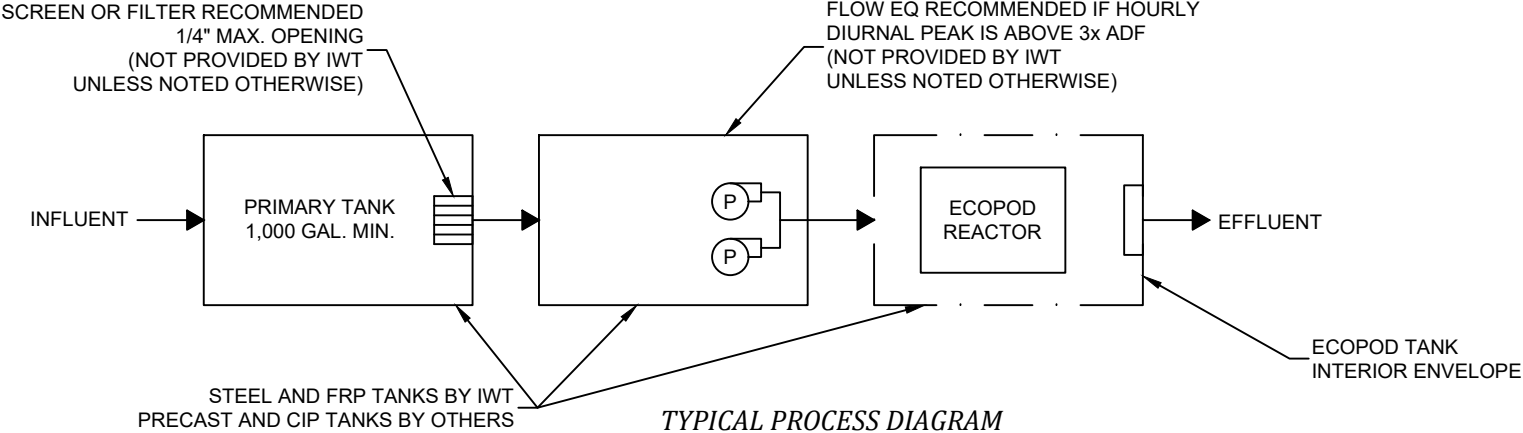 SCREEN OR FILTER RECOMMENDED
1/4" MAX. OPENING
(NOT PROVIDED BY IWT
UNLESS NOTED OTHERWISE)
FLOW EQ RECOMMENDED IF HOURLY
DIURNAL PEAK IS ABOVE 3x ADF
(NOT PROVIDED BY IWT
UNLESS NOTED OTHERWISE)
INFLUENT
PRIMARY TANK
1,000 GAL. MIN.
P
P
ECOPOD
REACTOR
EFFLUENT
ECOPOD TANK
INTERIOR ENVELOPE
STEEL AND FRP TANKS BY IWT
PRECAST AND CIP TANKS BY OTHERS
TYPICAL PROCESS DIAGRAM